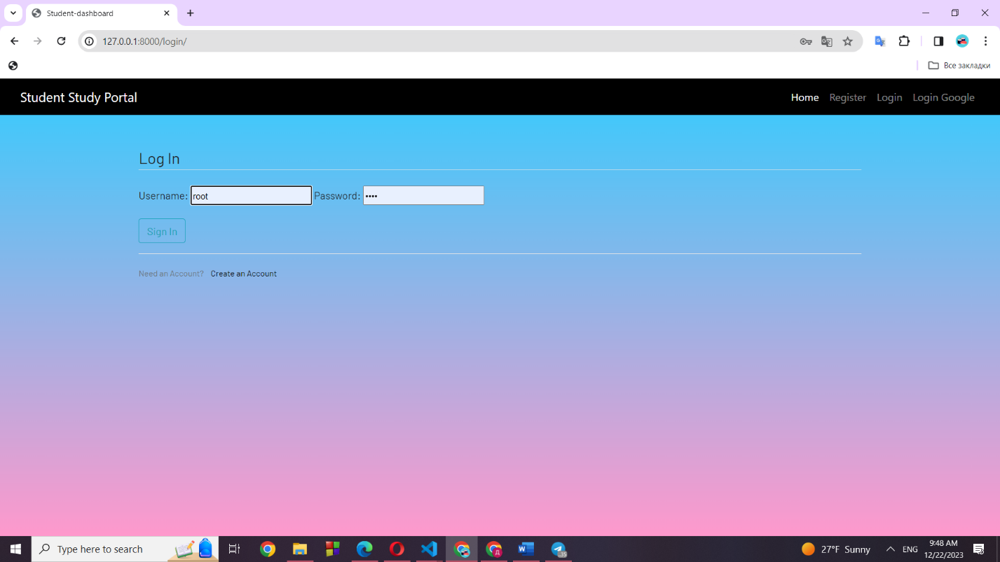 Student-dashboard
127.0.0.1:8000/login/
Все закладки
Student Study Portal
Home Register Login Login Google
Log In
Username: root Password: ••••
Sign In
Need an Account? Create an Account
Type here to search
35
27°F Sunny
ENG
9:48 AM
12/22/2023